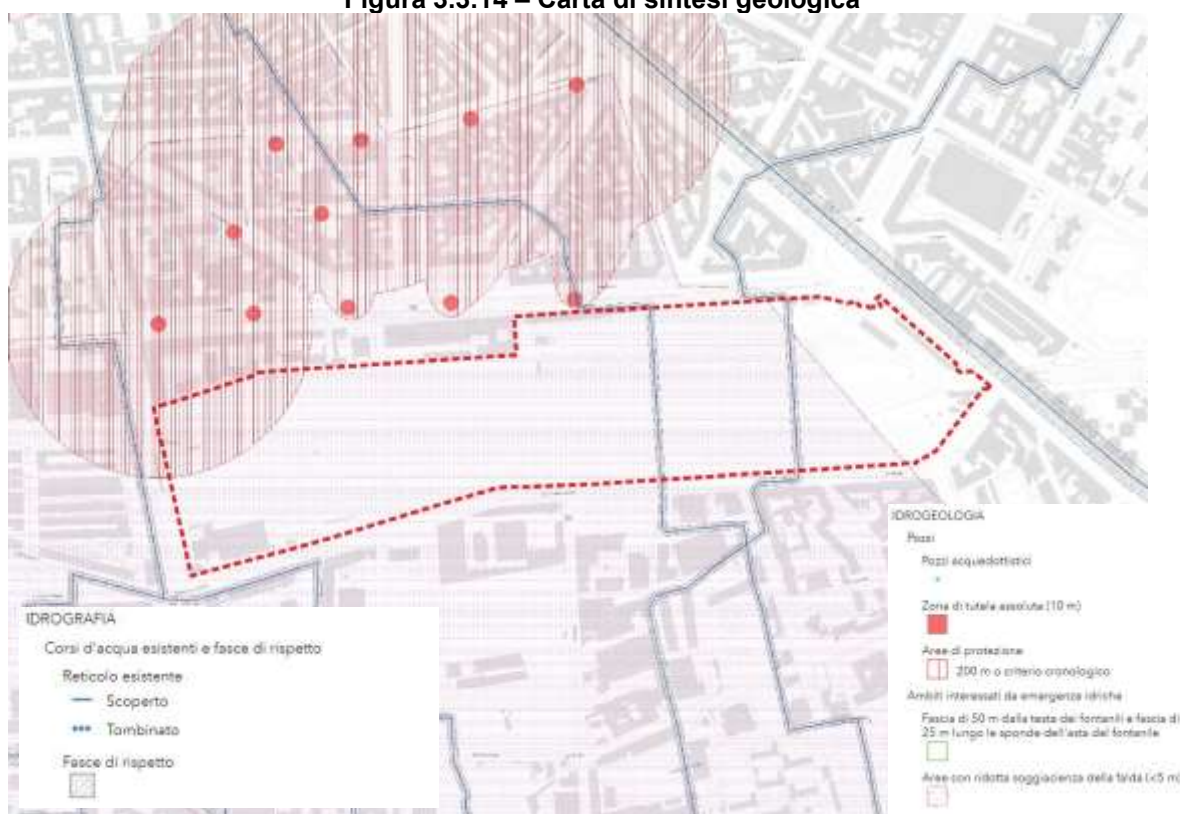 Figura 3.3.14 – Carta di sintesi geologica
IDROGRAFIA
Corsi d'acqua esistenti e fasce di rispetto
Reticolo esistente
Scoperto
Tombinato
Fasce di rispetto
IDROGEOLOGIA
Pozzi
Pozzi acquedottistici
Zona di tutela assoluta (10 m)
Aree di protezione
200 m o criterio cronologico
Ambiti interessati da emergenze idriche
Fascia di 50 m dalla testa dei fontanili e fascia di
25 m lungo le sponde dell'asta del fontanile
Aree con ridotta soggiacenza della falda (<5 m)